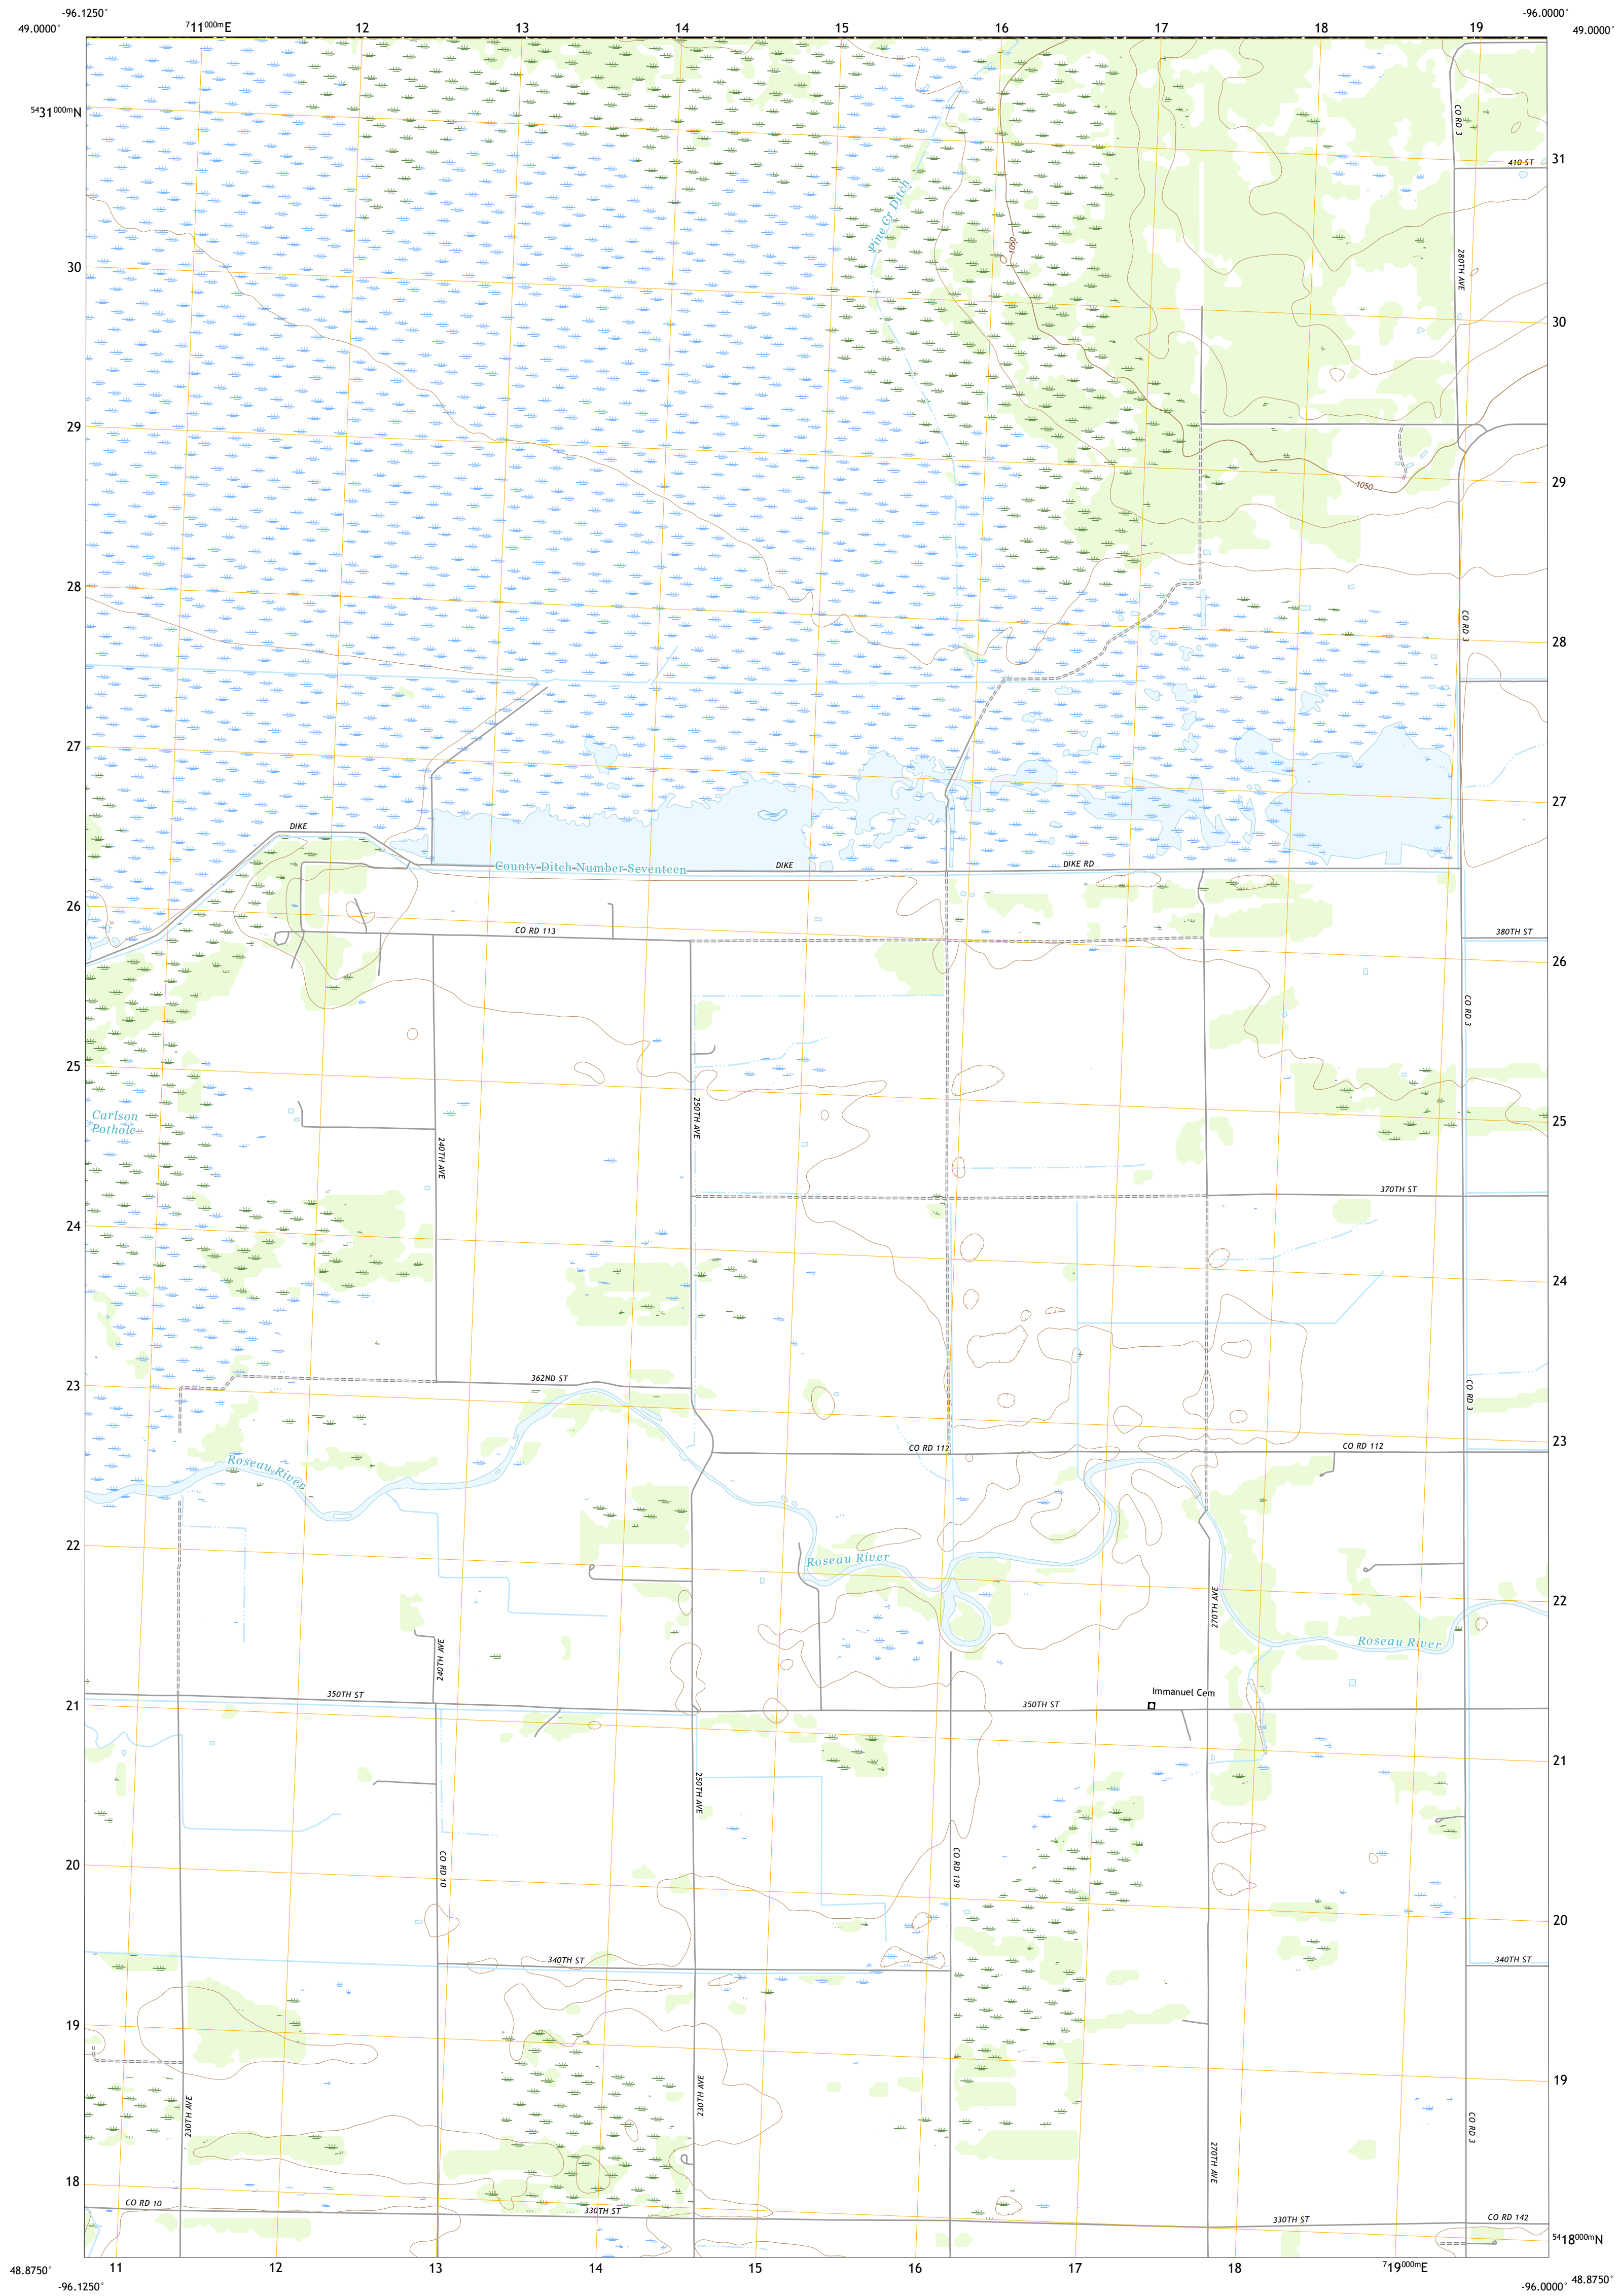 -96.1250°
-96.0000°
49.0000°
⁷11⁰⁰⁰ᵐE
12
13
14
15
16
17
18
19
49.0000°
⁵⁴31⁰⁰⁰ᵐN
CO RD 3
31
410 ST
Pine Cr Ditch
1050
30
280TH AVE
30
29
29
1050
28
CO RD 3
28
27
27
DIKE
County Ditch Number Seventeen
DIKE
DIKE RD
26
CO RD 113
380TH ST
26
CO RD 3
25
Carlson
Pothole
250TH AVE
25
240TH AVE
370TH ST
24
24
362ND ST
23
CO RD 3
23
CO RD 112
CO RD 112
Roseau River
22
Roseau River
22
270TH AVE
240TH AVE
Roseau River
350TH ST
Immanuel Cem
21
350TH ST
21
250TH AVE
20
CO RD 10
CO RD 139
20
340TH ST
340TH ST
19
19
230TH AVE
250TH AVE
CO RD 3
270TH AVE
18
CO RD 10
330TH ST
330TH ST
CO RD 142
⁵⁴18⁰⁰⁰ᵐN
48.8750°
11
12
13
14
15
16
17
18
⁷19⁰⁰⁰ᵐE
48.8750°
-96.1250°
-96.0000°